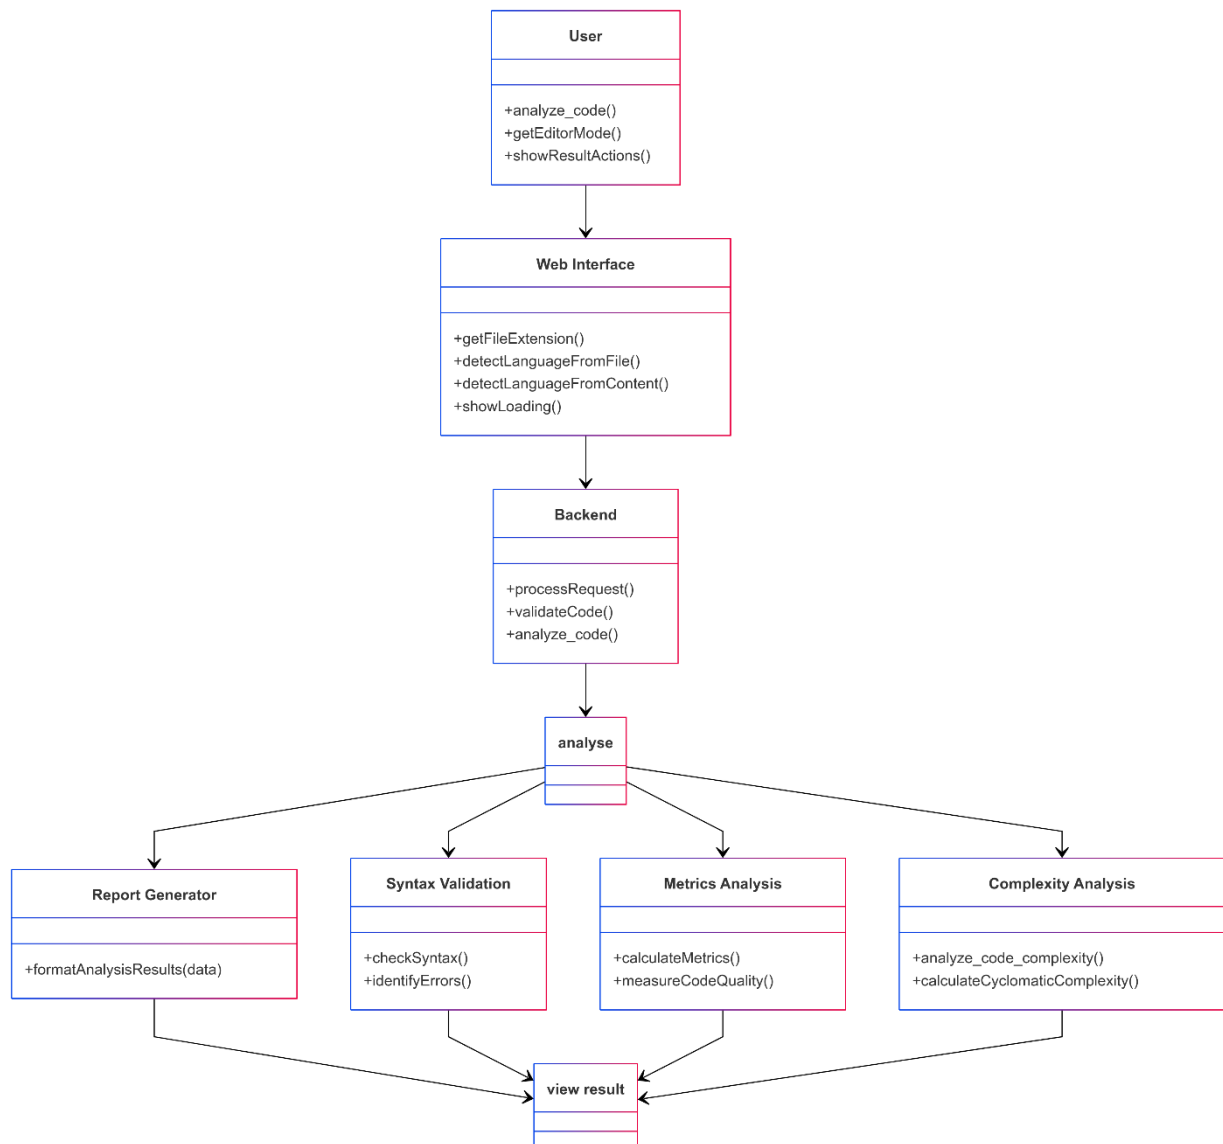 User
+analyze_code()
+getEditorMode()
+showResultActions()
Web Interface
+getFileExtension()
+detectLanguageFromFile()
+detectLanguageFromContent()
+showLoading()
Backend
+processRequest()
+validateCode()
+analyze_code()
analyse
Report Generator
+formatAnalysisResults(data)
Syntax Validation
+checkSyntax()
+identifyErrors()
Metrics Analysis
+calculateMetrics()
+measureCodeQuality()
Complexity Analysis
+analyze_code_complexity()
+calculateCyclomaticComplexity()
view result